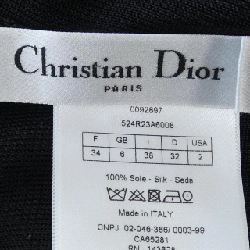 Christian Dior
PARIS
C092697
524R23A6006
F GB I D USA
34 6 38 32 2
100% Soie - Silk - Seda
Made in ITALY
CA65281